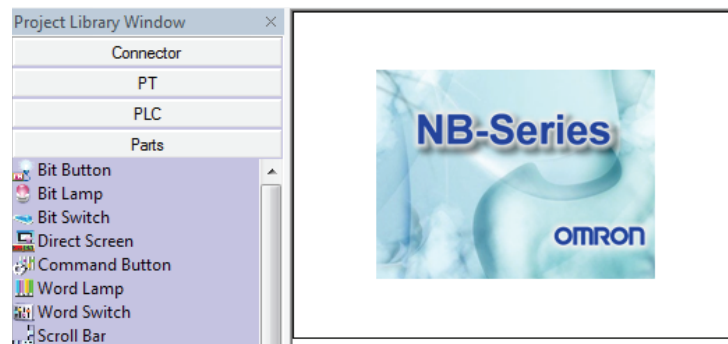 Project Library Window
Connector
PT
PLC
Parts
Bit Button
Bit Lamp
Bit Switch
Direct Screen
Command Button
Word Lamp
Word Switch
Scroll Bar
NB-Series
OMRON